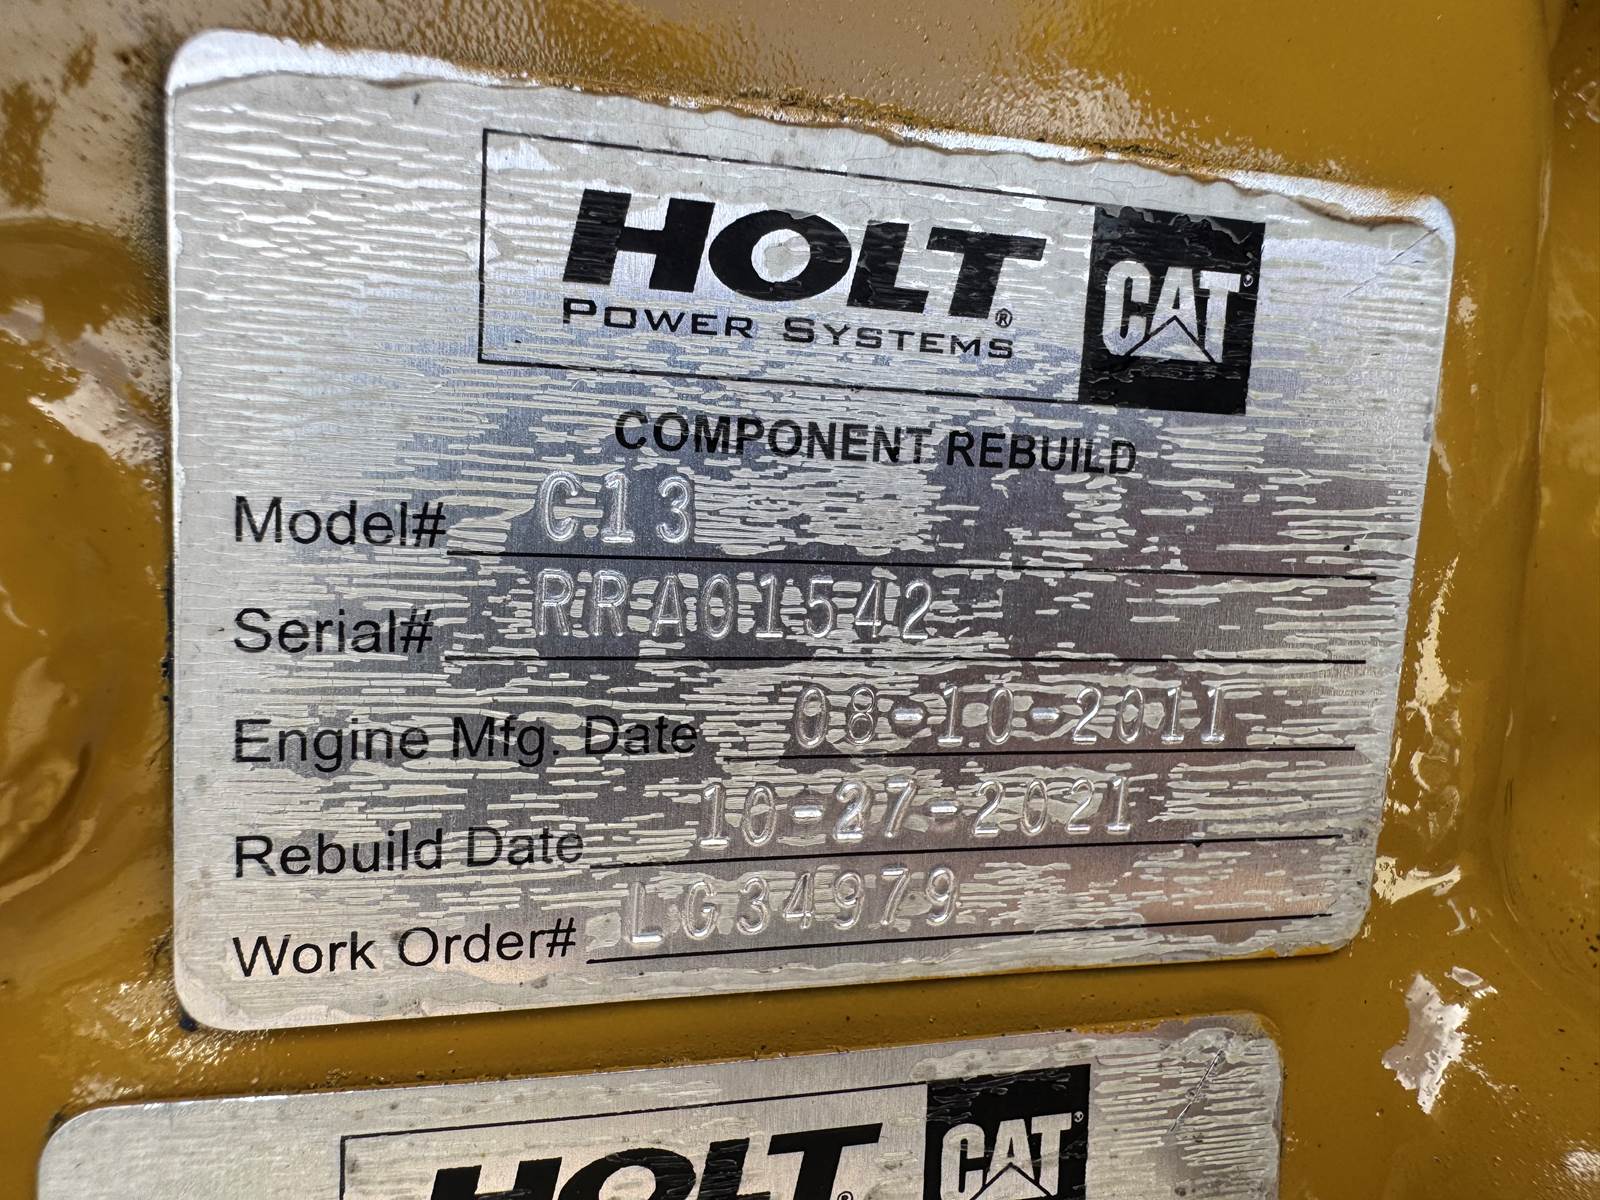 HOLT®
POWER SYSTEMS
CAT®
COMPONENT REBUILD
Model# C13
Serial# RRA01542
Engine Mfg. Date 08-10-2011
Rebuild Date 10-27-2021
Work Order# LG34979
HOLT®
CAT®